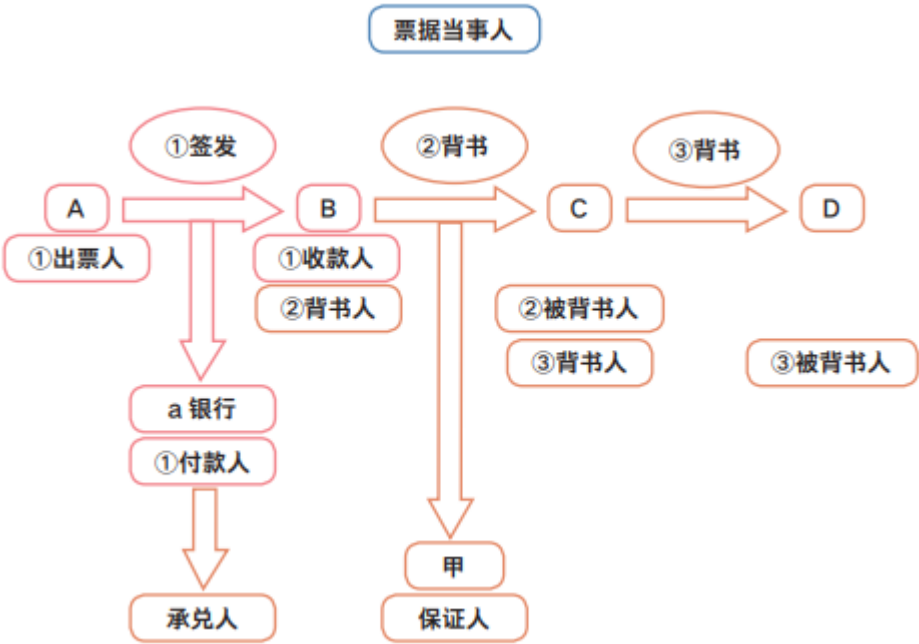 票据当事人
①签发
②背书
③背书
A
B
C
D
①出票人
①收款人
②背书人
②被背书人
③背书人
③被背书人
a 银行
①付款人
甲
承兑人
保证人